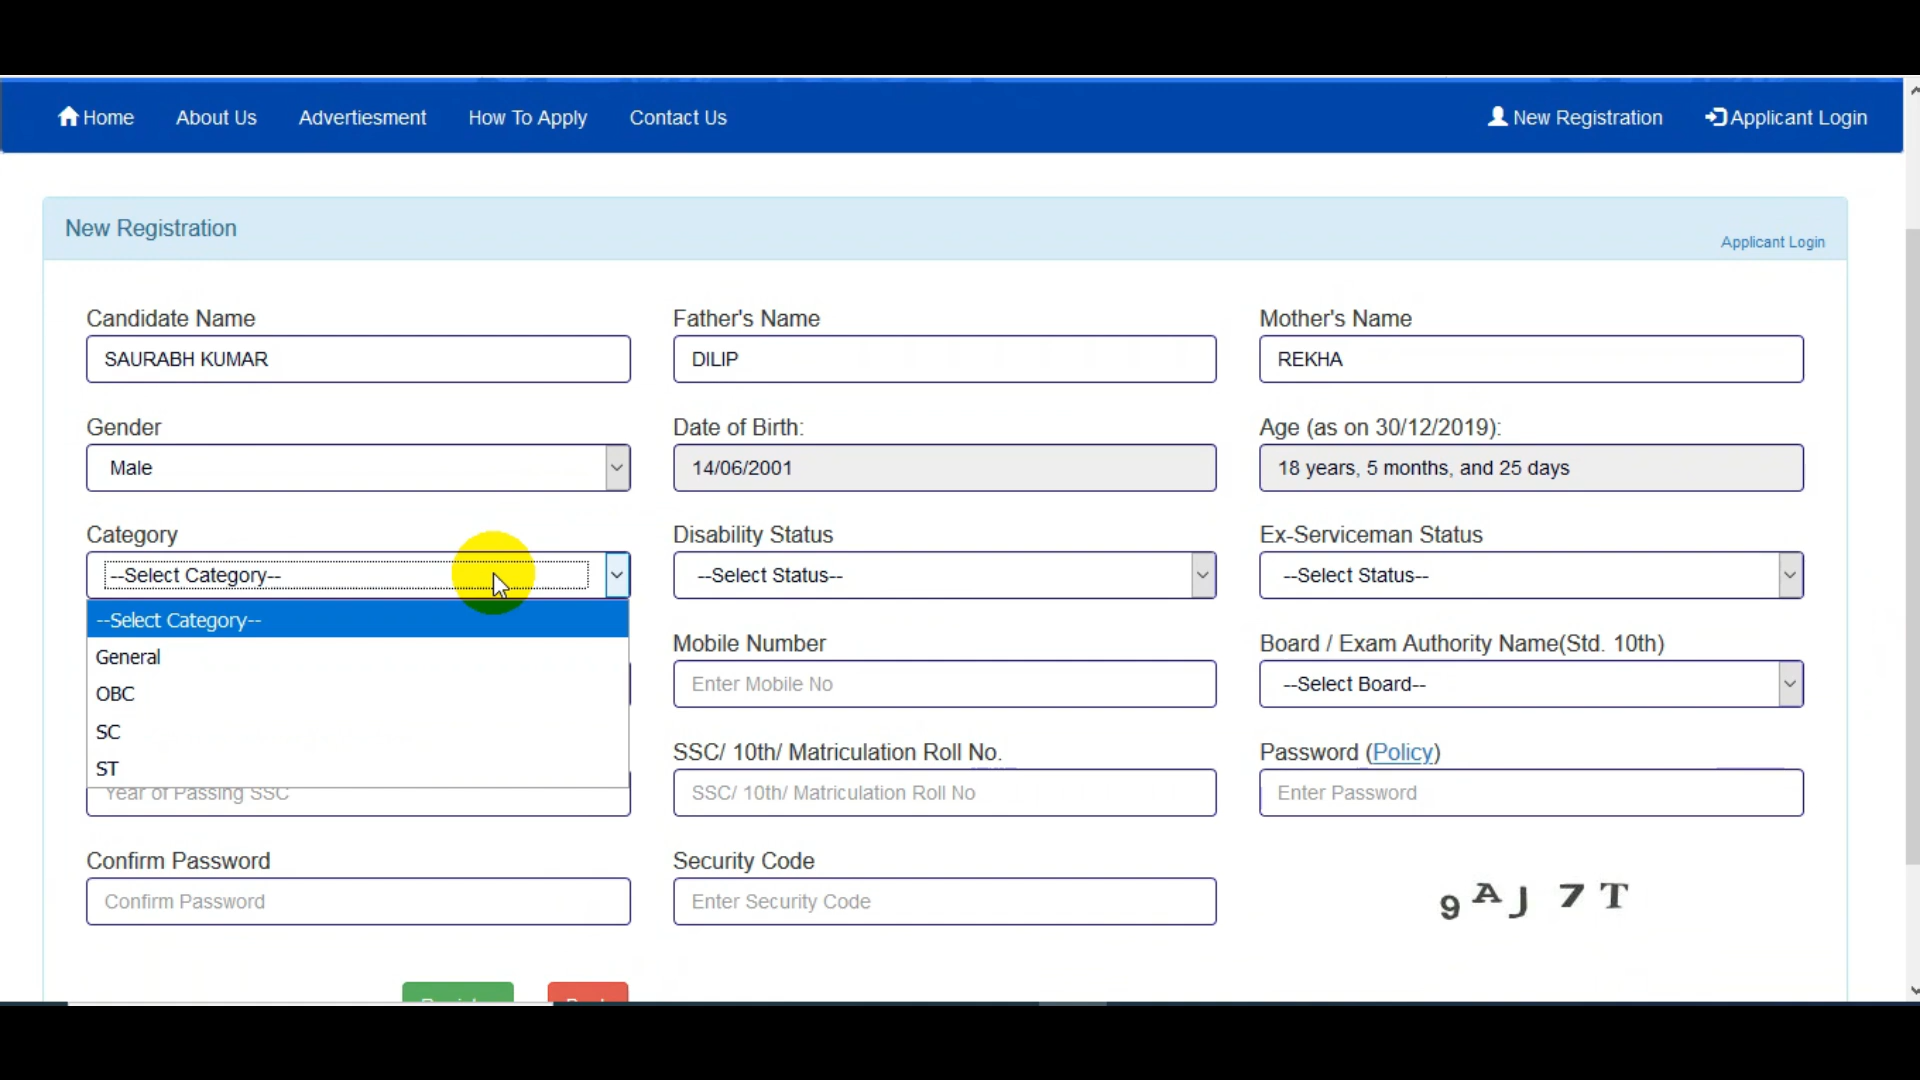 Home About Us Advertiesment How To Apply Contact Us New Registration Applicant Login
New Registration
Applicant Login
Candidate Name Father's Name Mother's Name
SAURABH KUMAR DILIP REKHA
Gender Date of Birth: Age (as on 30/12/2019):
Male 14/06/2001 18 years, 5 months, and 25 days
Category Disability Status Ex-Serviceman Status
--Select Category-- --Select Status-- --Select Status--
--Select Category--
General
OBC
SC
ST
Mobile Number Board / Exam Authority Name(Std. 10th)
Enter Mobile No --Select Board--
SSC/ 10th/ Matriculation Roll No. Password (Policy)
Year of Passing SSC SSC/ 10th/ Matriculation Roll No Enter Password
Confirm Password Security Code
Confirm Password Enter Security Code 9AJ7T